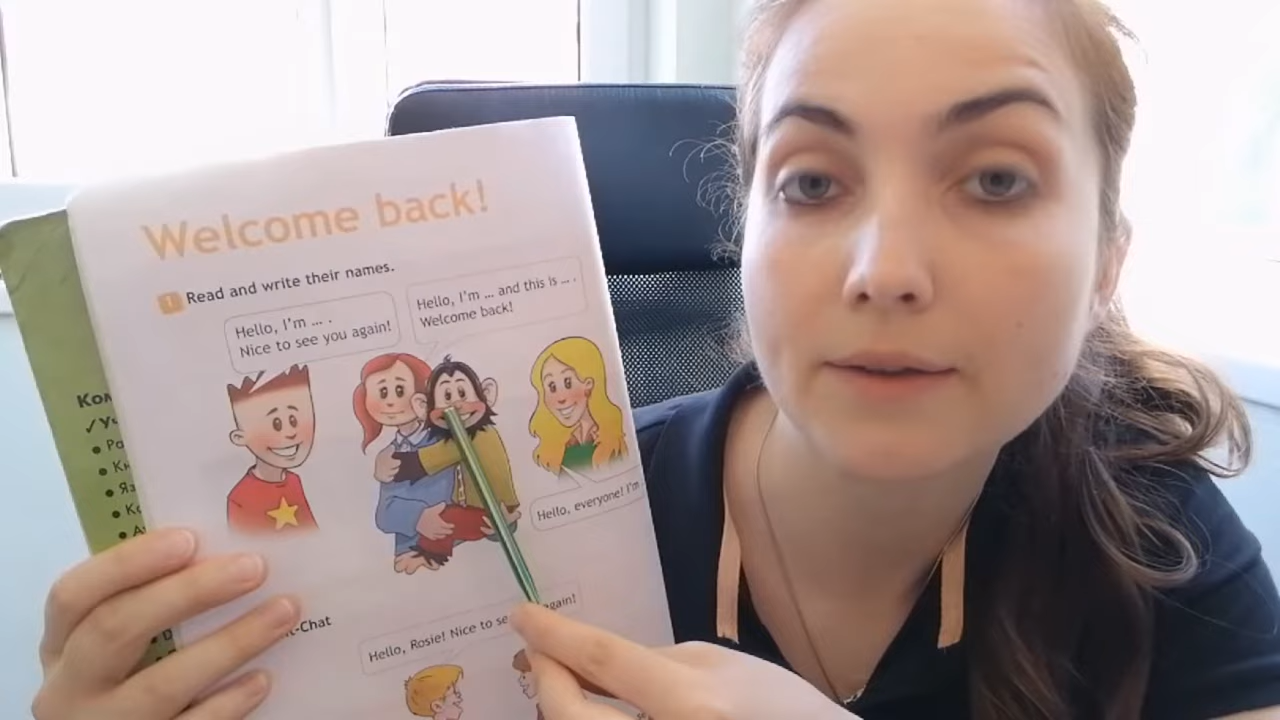 Welcome back!
1 Read and write their names.
Hello, I'm ... .
Nice to see you again!
Hello, I'm ... and this is ... .
Welcome back!
Hello, everyone! I'm
Hello, Rosie! Nice to se again!
t-Chat
✓